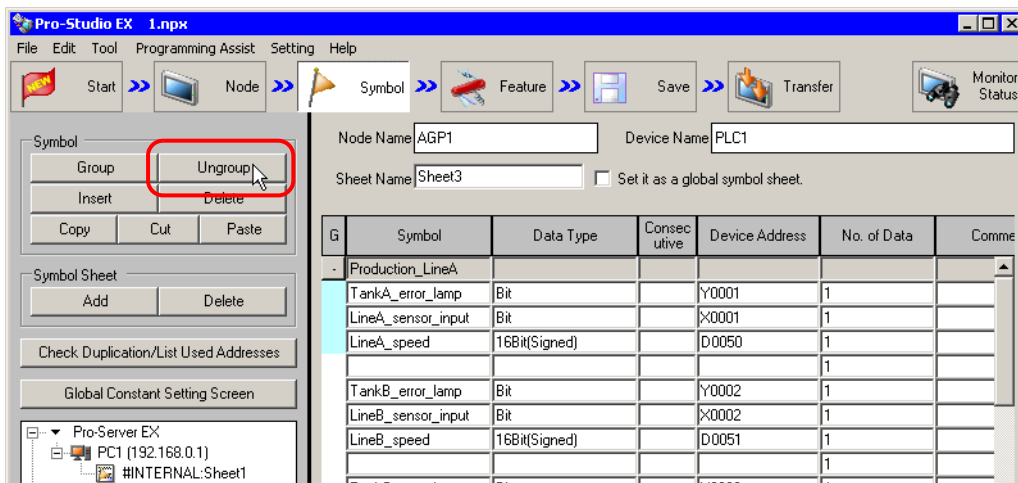 Pro-Studio EX 1.npx
File Edit Tool Programming Assist Setting Help
NEW Start Node Symbol Feature Save Transfer Monitor Status
Symbol
Group Ungroup
Insert Delete
Copy Cut Paste
Symbol Sheet
Add Delete
Check Duplication/List Used Addresses
Global Constant Setting Screen
Pro-Server EX
PC1 (192.168.0.1)
#INTERNAL:Sheet1
Node Name AGP1 Device Name PLC1
Sheet Name Sheet3 Set it as a global symbol sheet.
G Symbol Data Type Consecutive Device Address No. of Data Comme
- Production_LineA
TankA_error_lamp Bit Y0001 1
LineA_sensor_input Bit X0001 1
LineA_speed 16Bit(Signed) D0050 1
1
TankB_error_lamp Bit Y0002 1
LineB_sensor_input Bit X0002 1
LineB_speed 16Bit(Signed) D0051 1
1